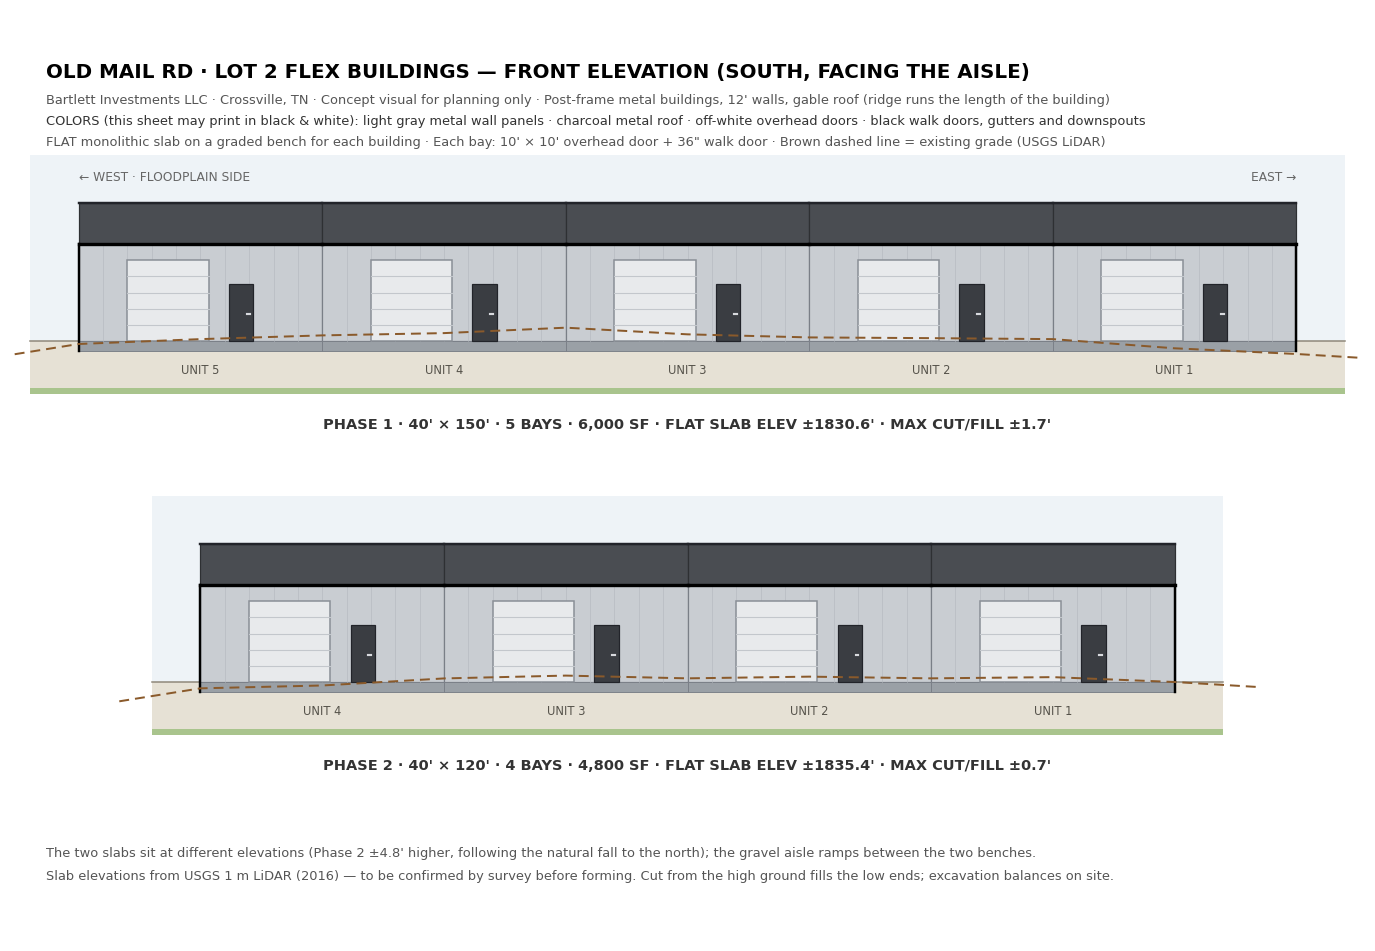 OLD MAIL RD · LOT 2 FLEX BUILDINGS — FRONT ELEVATION (SOUTH, FACING THE AISLE)
Bartlett Investments LLC · Crossville, TN · Concept visual for planning only · Post-frame metal buildings, 12' walls, gable roof (ridge runs the length of the building)
COLORS (this sheet may print in black & white): light gray metal wall panels · charcoal metal roof · off-white overhead doors · black walk doors, gutters and downspouts
FLAT monolithic slab on a graded bench for each building · Each bay: 10' × 10' overhead door + 36" walk door · Brown dashed line = existing grade (USGS LiDAR)
← WEST · FLOODPLAIN SIDE EAST →
UNIT 5 UNIT 4 UNIT 3 UNIT 2 UNIT 1
PHASE 1 · 40' × 150' · 5 BAYS · 6,000 SF · FLAT SLAB ELEV ±1830.6' · MAX CUT/FILL ±1.7'
UNIT 4 UNIT 3 UNIT 2 UNIT 1
PHASE 2 · 40' × 120' · 4 BAYS · 4,800 SF · FLAT SLAB ELEV ±1835.4' · MAX CUT/FILL ±0.7'
The two slabs sit at different elevations (Phase 2 ±4.8' higher, following the natural fall to the north); the gravel aisle ramps between the two benches.
Slab elevations from USGS 1 m LiDAR (2016) — to be confirmed by survey before forming. Cut from the high ground fills the low ends; excavation balances on site.